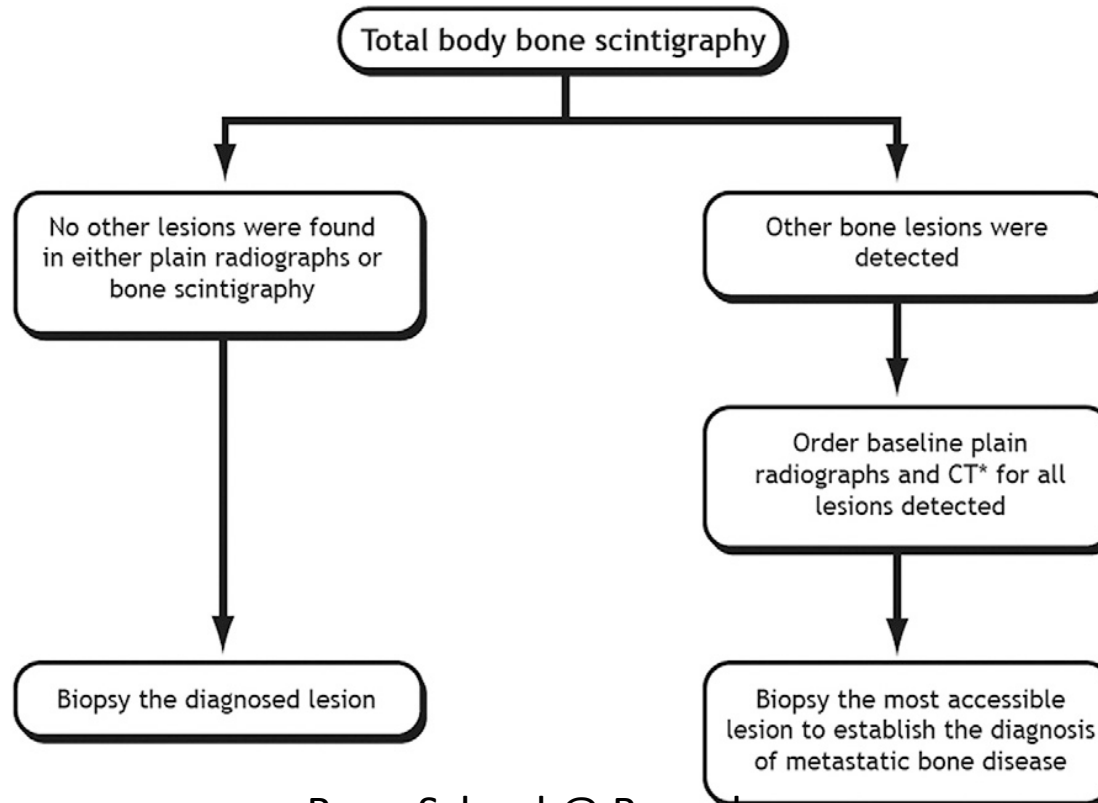 Total body bone scintigraphy
No other lesions were found
in either plain radiographs or
bone scintigraphy
Other bone lesions were
detected
Order baseline plain
radiographs and CT* for all
lesions detected
Biopsy the diagnosed lesion
Biopsy the most accessible
lesion to establish the diagnosis
of metastatic bone disease